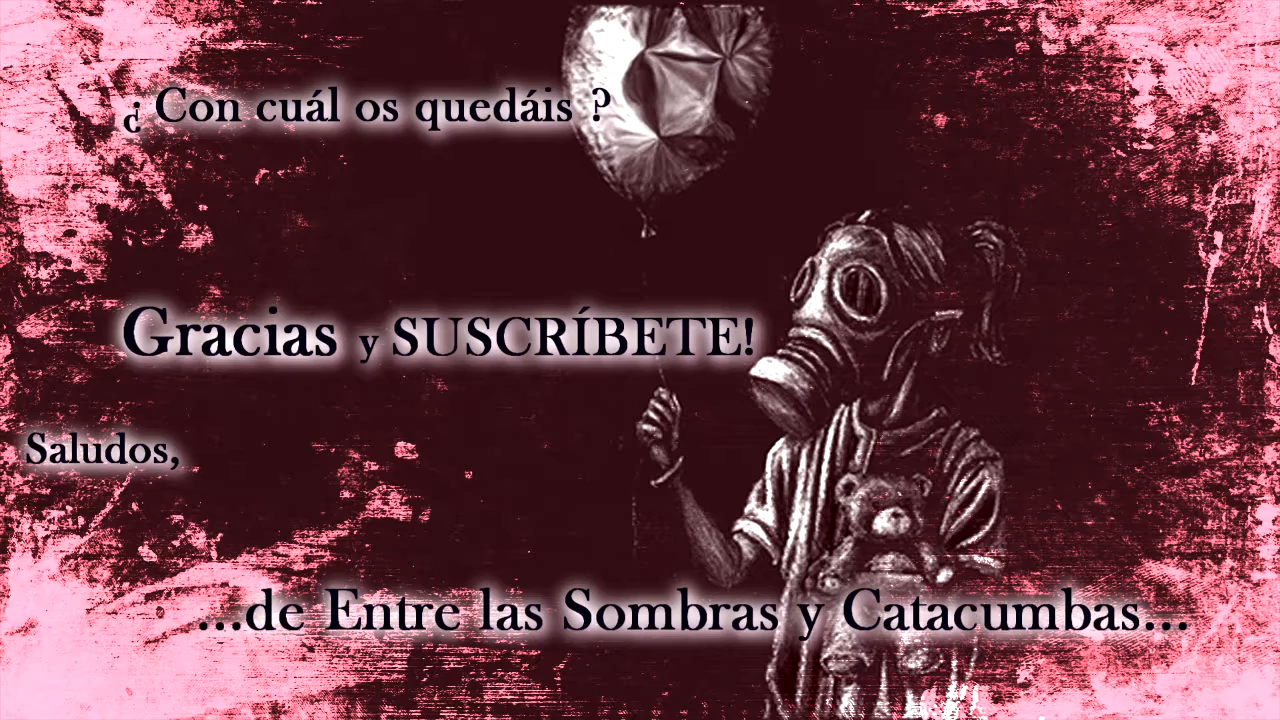 ¿ Con cuál os quedáis ?
Gracias y SUSCRÍBETE!
Saludos,
...de Entre las Sombras y Catacumbas...